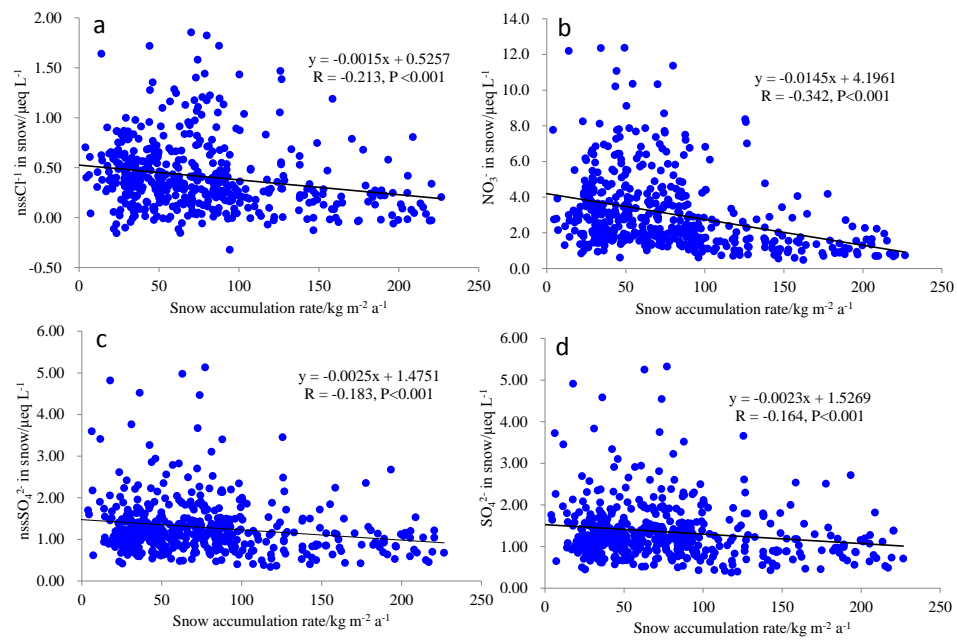 a
2.00
1.50
1.00
0.50
0.00
-0.50
nssCl⁻¹ in snow/μeq L⁻¹
y = -0.0015x + 0.5257
R = -0.213, P <0.001
0 50 100 150 200 250
Snow accumulation rate/kg m⁻² a⁻¹
b
14.0
12.0
10.0
8.0
6.0
4.0
2.0
0.0
NO₃⁻ in snow/μeq L⁻¹
y = -0.0145x + 4.1961
R = -0.342, P<0.001
0 50 100 150 200 250
Snow accumulation rate/kg m⁻² a⁻¹
c
6.00
5.00
4.00
3.00
2.00
1.00
0.00
nssSO₄²⁻ in snow/μeq L⁻¹
y = -0.0025x + 1.4751
R = -0.183, P<0.001
0 50 100 150 200 250
Snow accumulation rate/kg m⁻² a⁻¹
d
6.00
5.00
4.00
3.00
2.00
1.00
0.00
SO₄²⁻ in snow/μeq L⁻¹
y = -0.0023x + 1.5269
R = -0.164, P<0.001
0 50 100 150 200 250
Snow accumulation rate/kg m⁻² a⁻¹